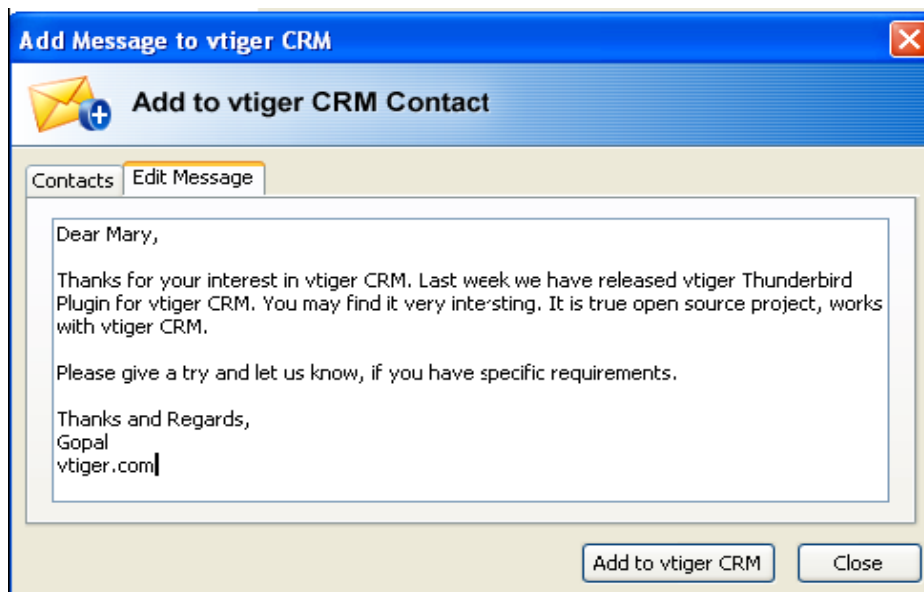 Add Message to vtiger CRM
Add to vtiger CRM Contact
Contacts Edit Message
Dear Mary,
Thanks for your interest in vtiger CRM. Last week we have released vtiger Thunderbird
Plugin for vtiger CRM. You may find it very intersting. It is true open source project, works
with vtiger CRM.
Please give a try and let us know, if you have specific requirements.
Thanks and Regards,
Gopal
vtiger.com
Add to vtiger CRM Close